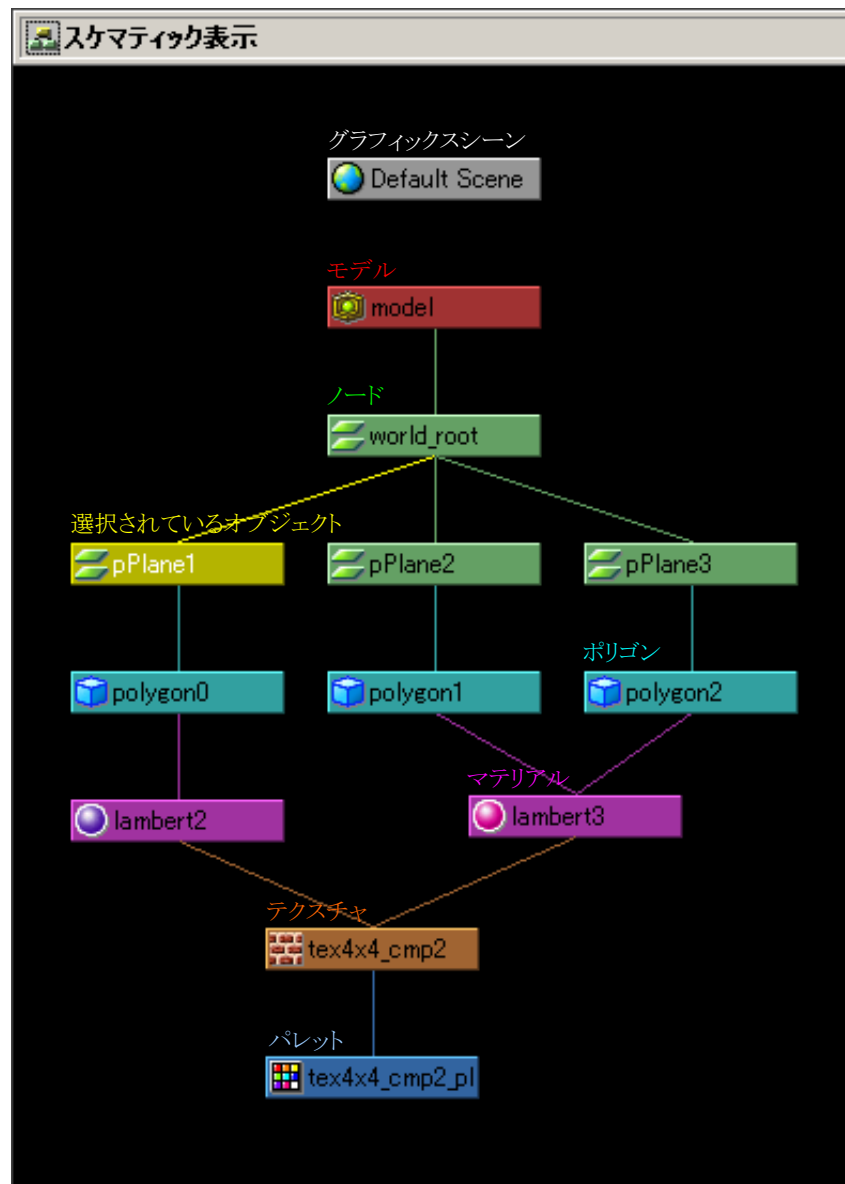 スケマティック表示
グラフィックスシーン
Default Scene
モデル
model
ノード
world_root
選択されているオブジェクト
pPlane1
pPlane2
pPlane3
ポリゴン
polygon0
polygon1
polygon2
マテリアル
lambert2
lambert3
テクスチャ
tex4x4_cmp2
パレット
tex4x4_cmp2_pl